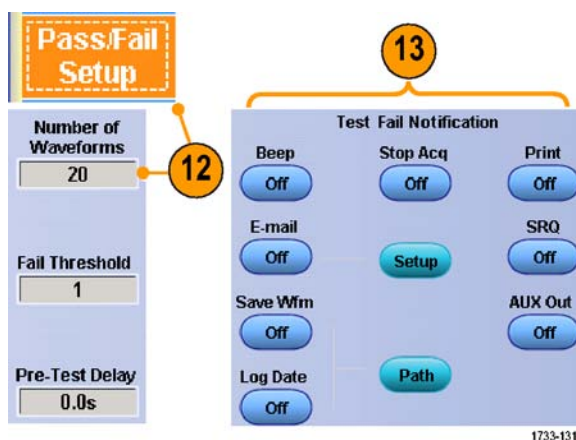 Pass/Fail
Setup
12
Number of
Waveforms
20
Fail Threshold
1
Pre-Test Delay
0.0s
13
Test Fail Notification
Beep
Off
Stop Acq
Off
Print
Off
E-mail
Off
Setup
SRQ
Off
Save Wfm
Off
AUX Out
Off
Log Date
Off
Path
1733-131